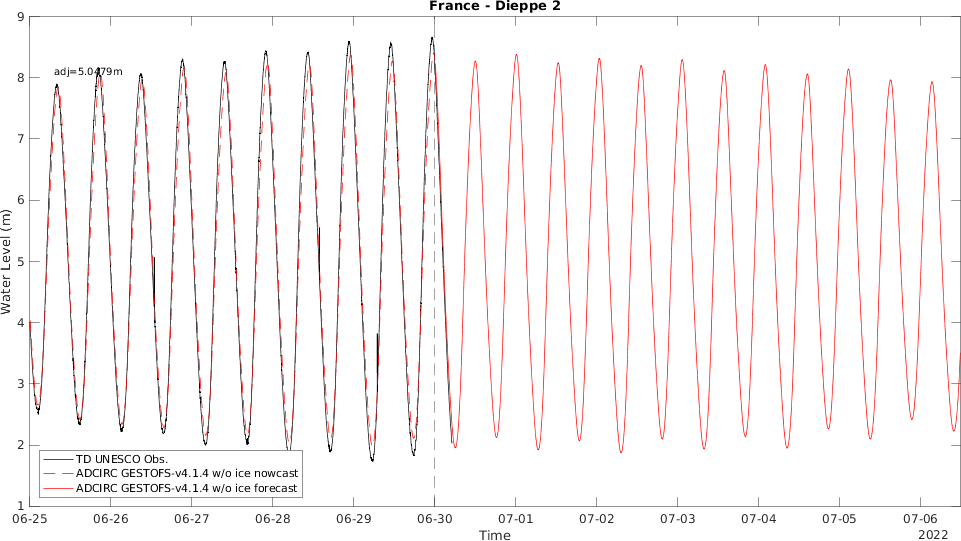 France - Dieppe 2
9
8
7
6
5
4
3
2
1
Water Level (m)
adj=5.0479m
TD UNESCO Obs.
ADCIRC GESTOFS-v4.1.4 w/o ice nowcast
ADCIRC GESTOFS-v4.1.4 w/o ice forecast
06-25 06-26 06-27 06-28 06-29 06-30 07-01 07-02 07-03 07-04 07-05 07-06
Time
2022